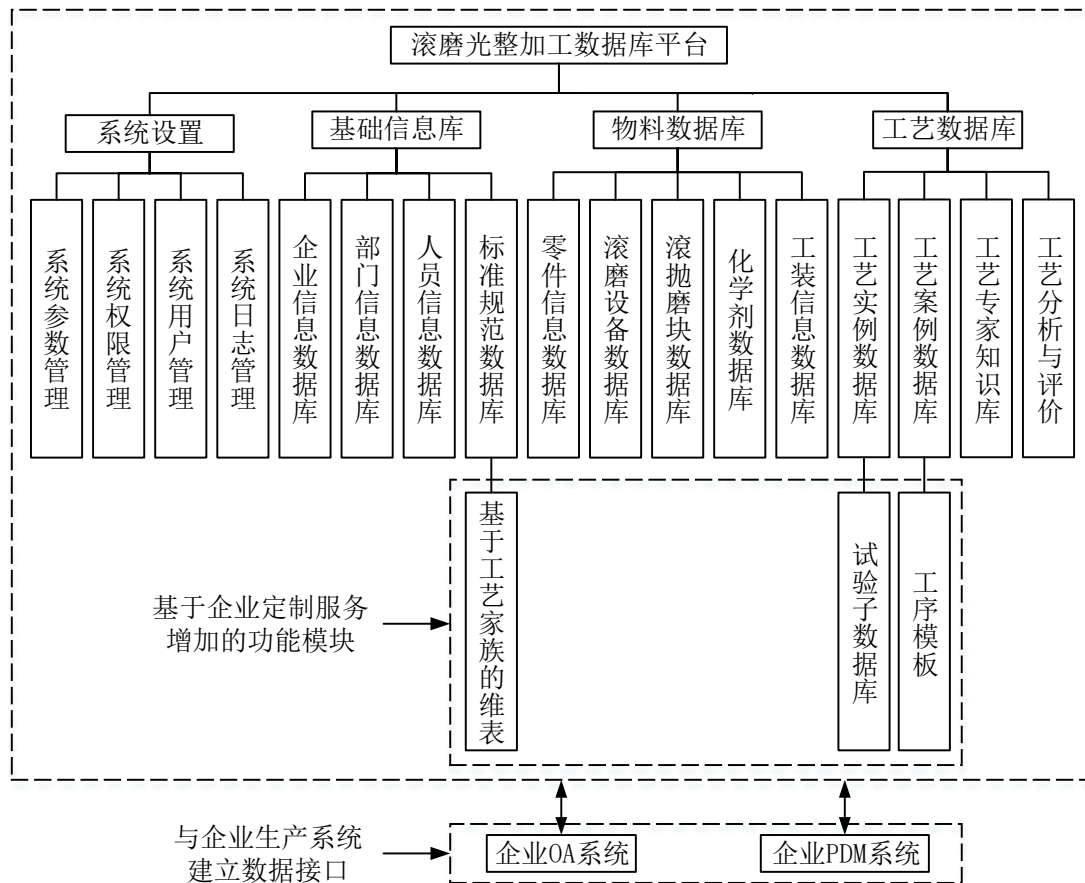 滚磨光整加工数据库平台
系统设置
基础信息库
物料数据库
工艺数据库
系统参数管理
系统权限管理
系统用户管理
系统日志管理
企业信息数据库
部门信息数据库
人员信息数据库
标准规范数据库
零件信息数据库
滚磨设备数据库
滚抛磨块数据库
化学剂数据库
工装信息数据库
工艺实例数据库
工艺案例数据库
工艺专家知识库
工艺分析与评价
基于工艺家族的维表
试验子数据库
工序模板
基于企业定制服务
增加的功能模块
与企业生产系统
建立数据接口
企业OA系统
企业PDM系统